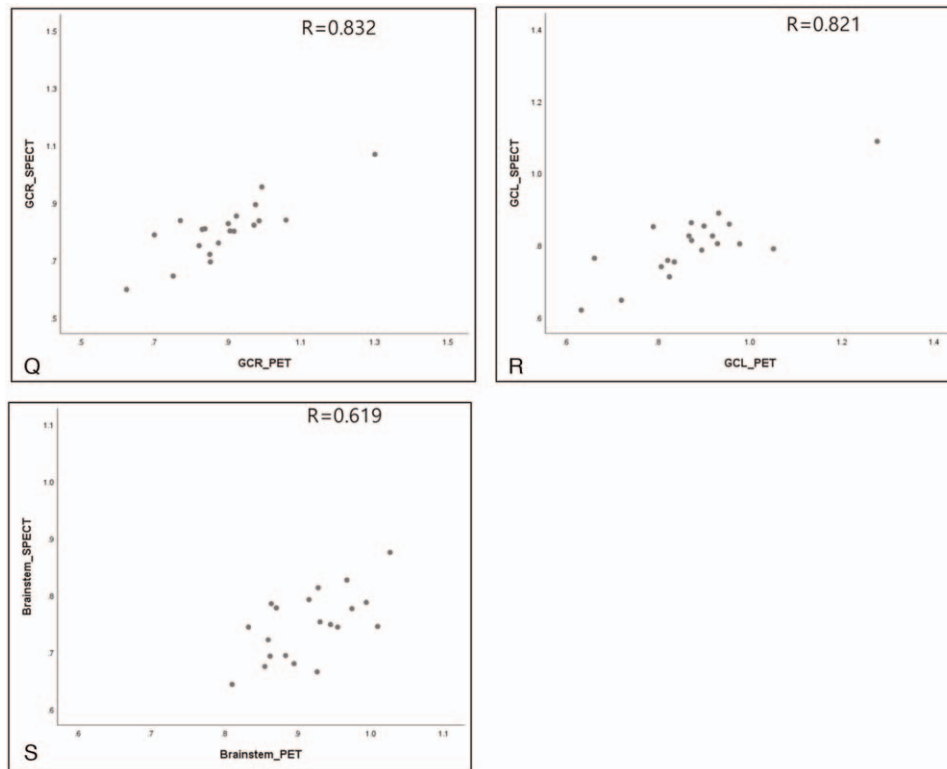 R=0.832
1.5
1.3
1.1
.9
.7
.5
GCR_SPECT
.5
.7
.9
1.1
1.3
1.5
GCR_PET
Q
R=0.821
1.4
1.2
1.0
.8
.6
GCL_SPECT
.6
.8
1.0
1.2
1.4
GCL_PET
R
R=0.619
1.1
1.0
.9
.8
.7
.6
Brainstem_SPECT
.6
.7
.8
.9
1.0
1.1
Brainstem_PET
S